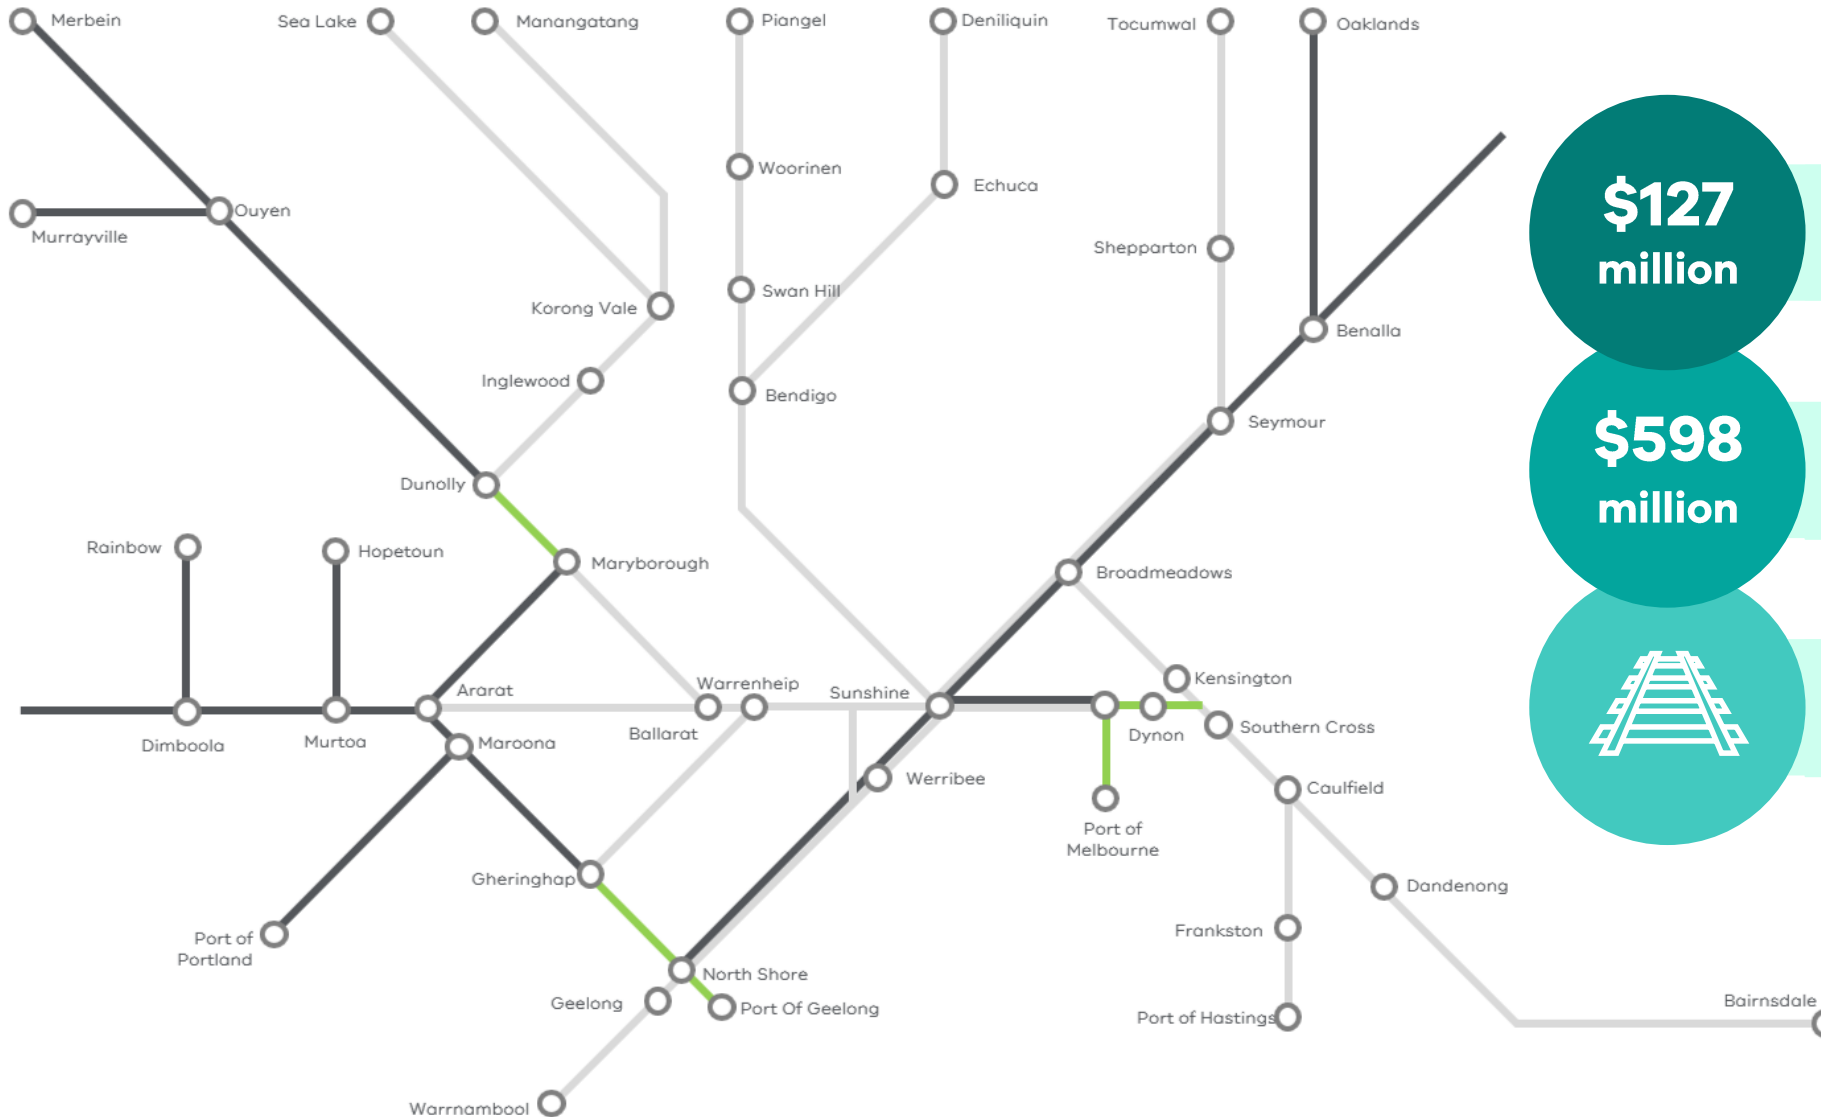 Merbein
Sea Lake
Manangatang
Piangel
Deniliquin
Tocumwal
Oaklands
Woorinen
Echuca
Ouyen
Murrayville
Shepparton
Swan Hill
Korong Vale
Benalla
Inglewood
Bendigo
Seymour
Dunolly
Rainbow
Hopetoun
Maryborough
Broadmeadows
Ararat
Warrenheip
Sunshine
Kensington
Dimboola
Murtoa
Maroona
Ballarat
Dynon
Southern Cross
Werribee
Caulfield
Port of
Melbourne
Gheringhap
Dandenong
Port of
Portland
Frankston
North Shore
Geelong
Port Of Geelong
Port of Hastings
Bairnsdale
Warrnambool
$127
million
$598
million